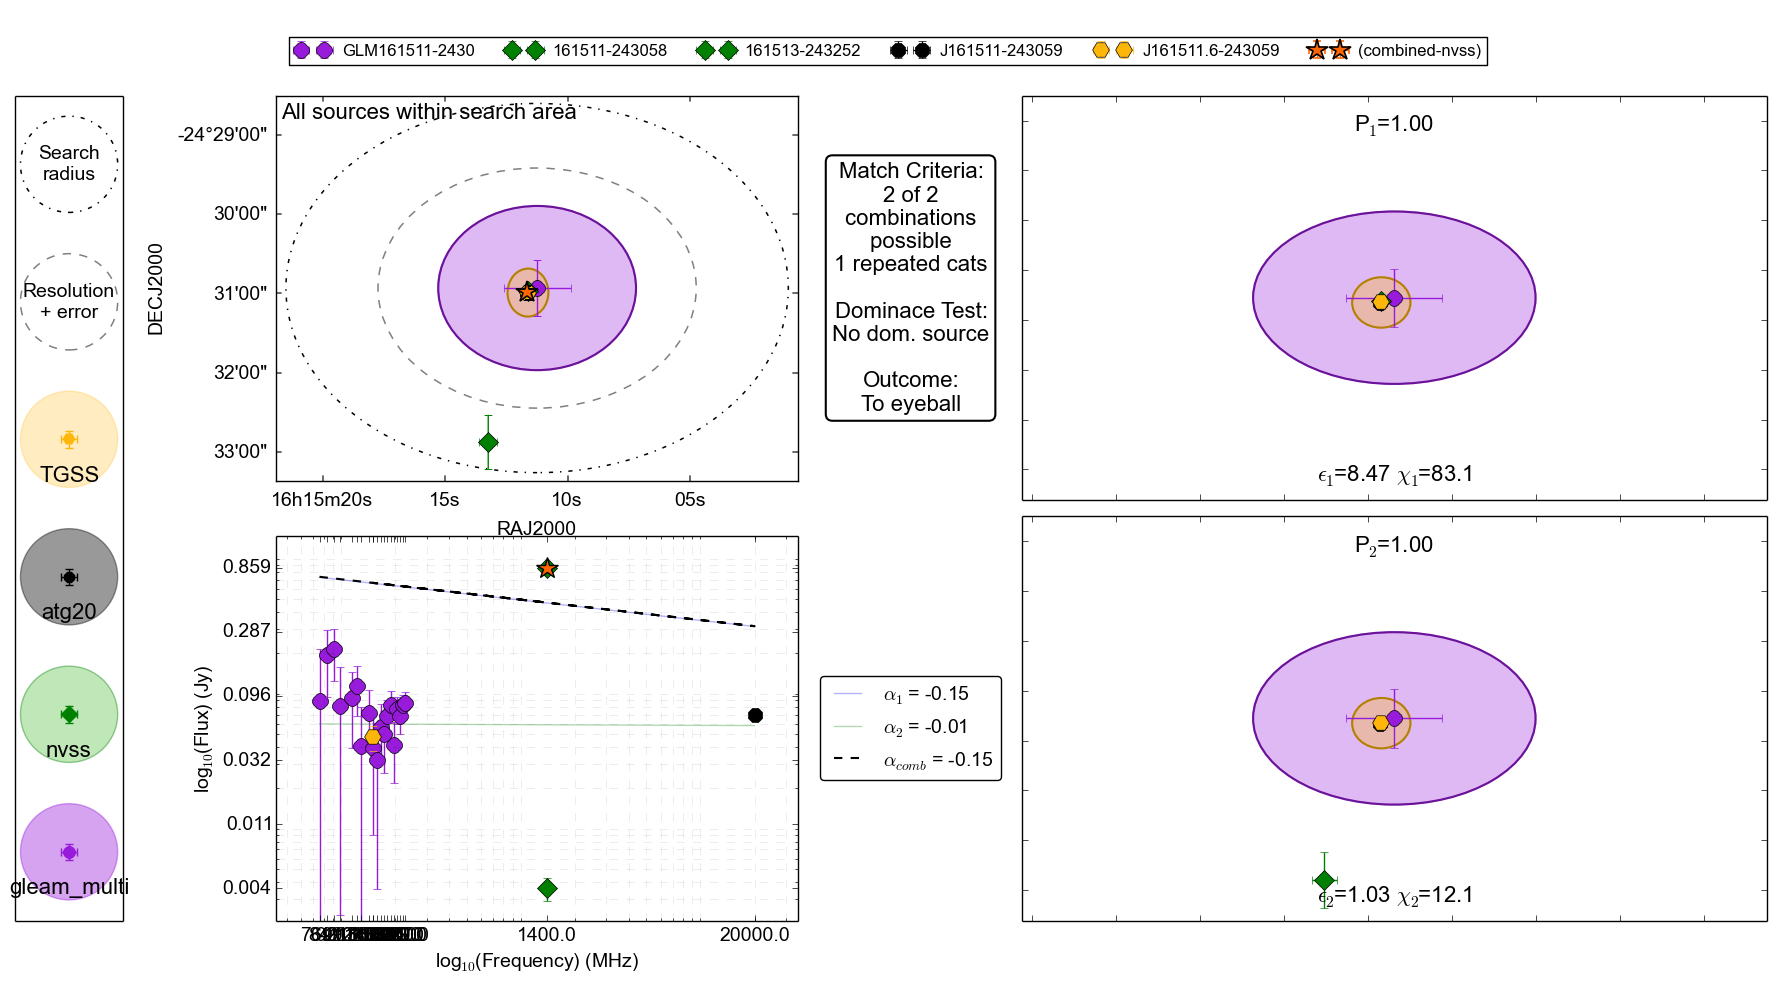 GLM161511-2430 161511-243058 161513-243252 J161511-243059 J161511.6-243059 (combined-nvss)
Search
radius
Resolution
+ error
TGSS
atg20
nvss
gleam_multi
All sources within search area
DECJ2000
-24°29'00"
30'00"
31'00"
32'00"
33'00"
16h15m20s 15s 10s 05s
RAJ2000
Match Criteria:
2 of 2
combinations
possible
1 repeated cats
Dominace Test:
No dom. source
Outcome:
To eyeball
P1=1.00
ϵ1=8.47 χ1=83.1
log10(Flux) (Jy)
0.859
0.287
0.096
0.032
0.011
0.004
1400.0 20000.0
log10(Frequency) (MHz)
α1 = -0.15
α2 = -0.01
αcomb = -0.15
P2=1.00
ϵ2=1.03 χ2=12.1